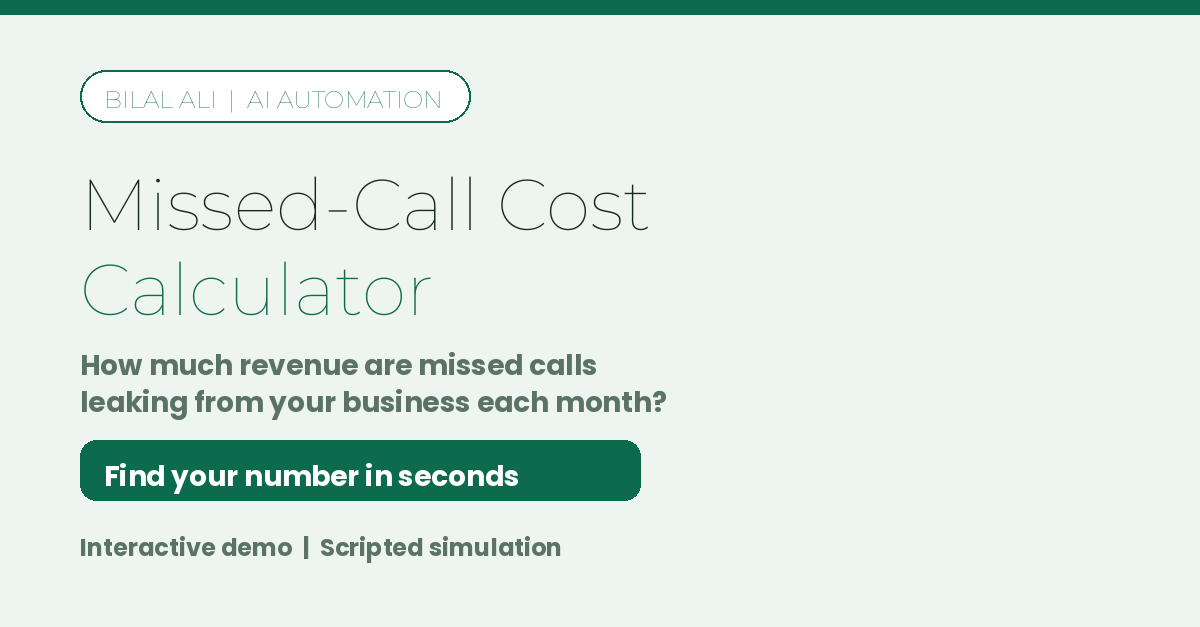 BILAL ALI | AI AUTOMATION
Missed-Call Cost
Calculator
How much revenue are missed calls
leaking from your business each month?
Find your number in seconds
Interactive demo | Scripted simulation